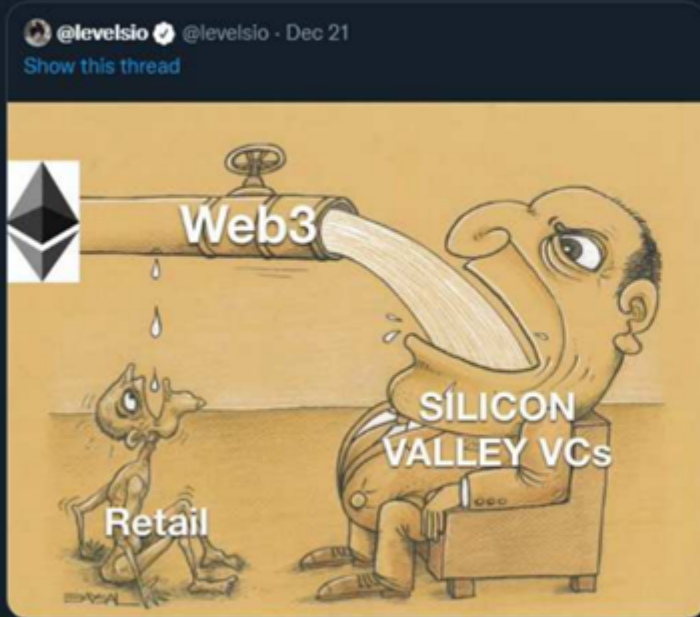 @levelsio @levelsio · Dec 21
Show this thread
Web3
SILICON
VALLEY VCs
Retail